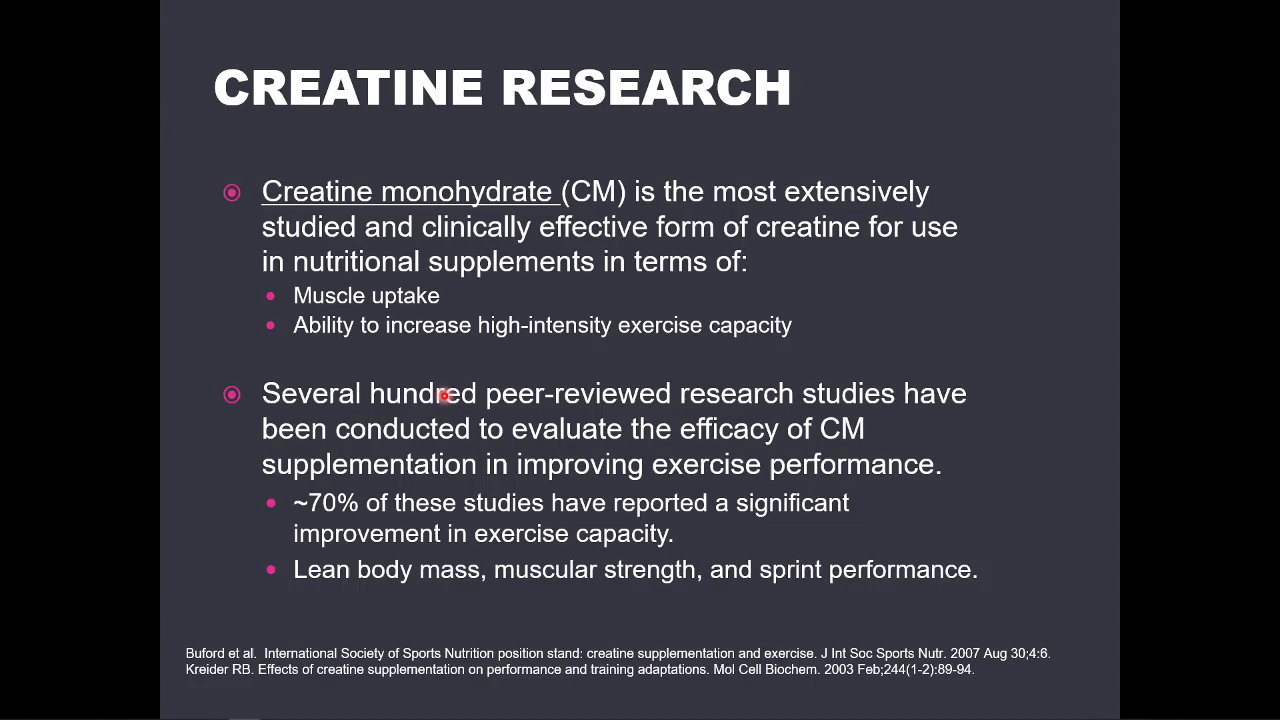 CREATINE RESEARCH
Creatine monohydrate (CM) is the most extensively
studied and clinically effective form of creatine for use
in nutritional supplements in terms of:
Muscle uptake
Ability to increase high-intensity exercise capacity
Several hundred peer-reviewed research studies have
been conducted to evaluate the efficacy of CM
supplementation in improving exercise performance.
~70% of these studies have reported a significant
improvement in exercise capacity.
Lean body mass, muscular strength, and sprint performance.
Buford et al. International Society of Sports Nutrition position stand: creatine supplementation and exercise. J Int Soc Sports Nutr. 2007 Aug 30;4:6.
Kreider RB. Effects of creatine supplementation on performance and training adaptations. Mol Cell Biochem. 2003 Feb;244(1-2):89-94.